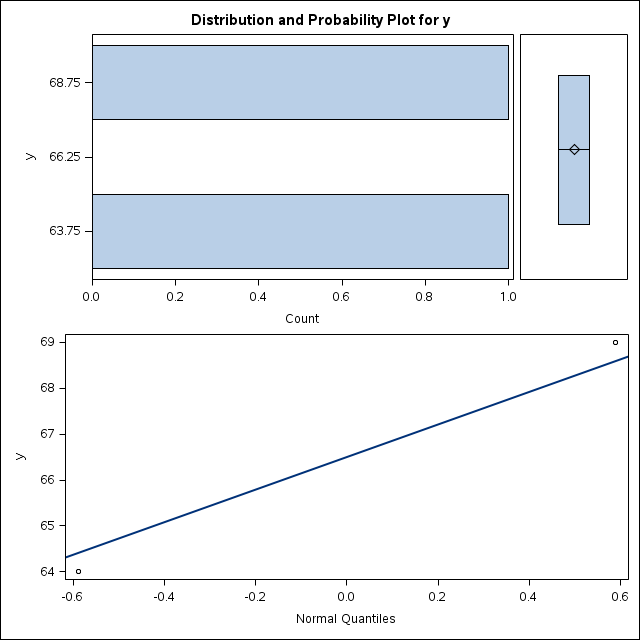 Distribution and Probability Plot for y
68.75
66.25
63.75
y
0.0 0.2 0.4 0.6 0.8 1.0
Count
69
68
67
66
65
64
y
-0.6 -0.4 -0.2 0.0 0.2 0.4 0.6
Normal Quantiles